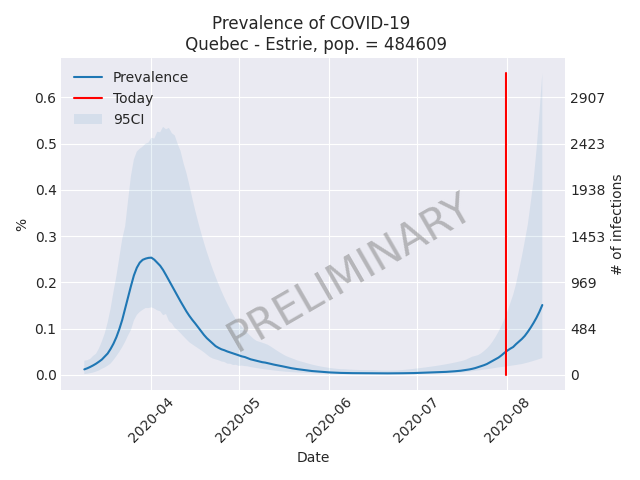 Prevalence of COVID-19
Quebec - Estrie, pop. = 484609
Prevalence
Today
95CI
PRELIMINARY
%
0.6
0.5
0.4
0.3
0.2
0.1
0.0
2907
2423
1938
1453
969
484
0
# of infections
2020-04
2020-05
2020-06
2020-07
2020-08
Date